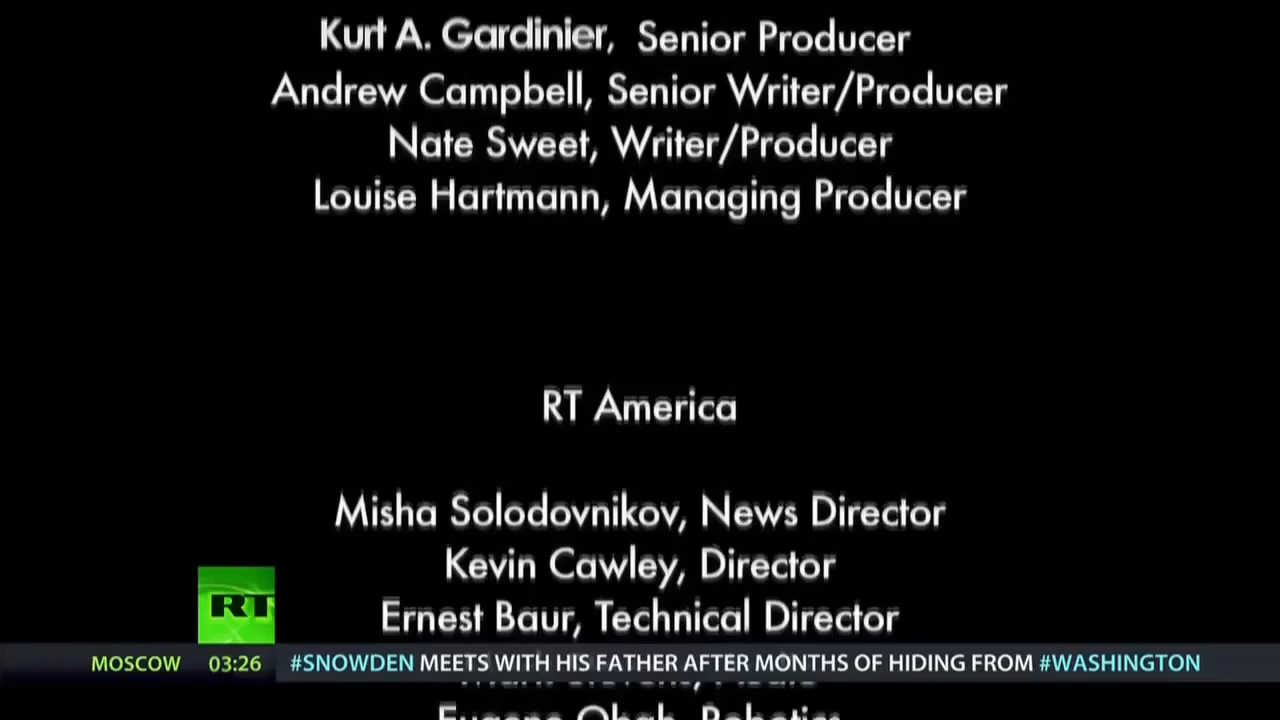 Kurt A. Gardinier, Senior Producer
Andrew Campbell, Senior Writer/Producer
Nate Sweet, Writer/Producer
Louise Hartmann, Managing Producer
RT America
Misha Solodovnikov, News Director
Kevin Cawley, Director
Ernest Baur, Technical Director
RT
MOSCOW 03:26 #SNOWDEN MEETS WITH HIS FATHER AFTER MONTHS OF HIDING FROM #WASHINGTON
Robotics